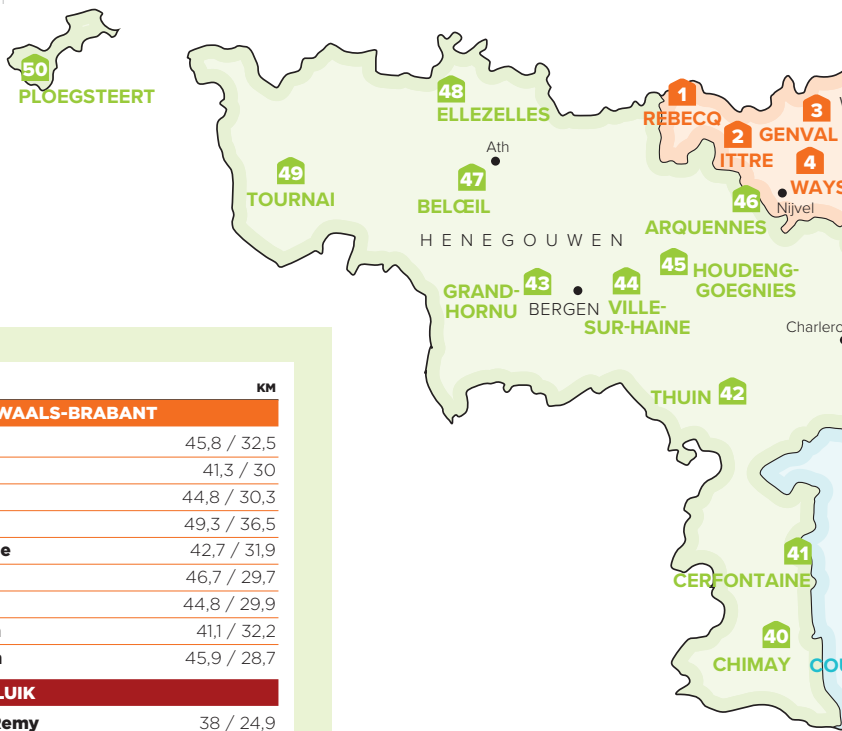 50
PLOEGSTEERT
48
ELLEZELLES
1
REBECQ
2
ITTRE
3
GENVAL
4
WAYS
Ath
49
TOURNAI
47
BELŒIL
46
Nijvel
ARQUENNES
HENEGOUWEN
45
HOUDENG-
GOEGNIES
GRAND-
HORNU
43
BERGEN
44
VILLE-
SUR-HAINE
Charlero
THUIN 42
41
CERFONTAINE
40
CHIMAY
COU
KM
WAALS-BRABANT
45,8 / 32,5
41,3 / 30
44,8 / 30,3
49,3 / 36,5
e 42,7 / 31,9
46,7 / 29,7
44,8 / 29,9
41,1 / 32,2
45,9 / 28,7
LUIK
Remy 38 / 24,9